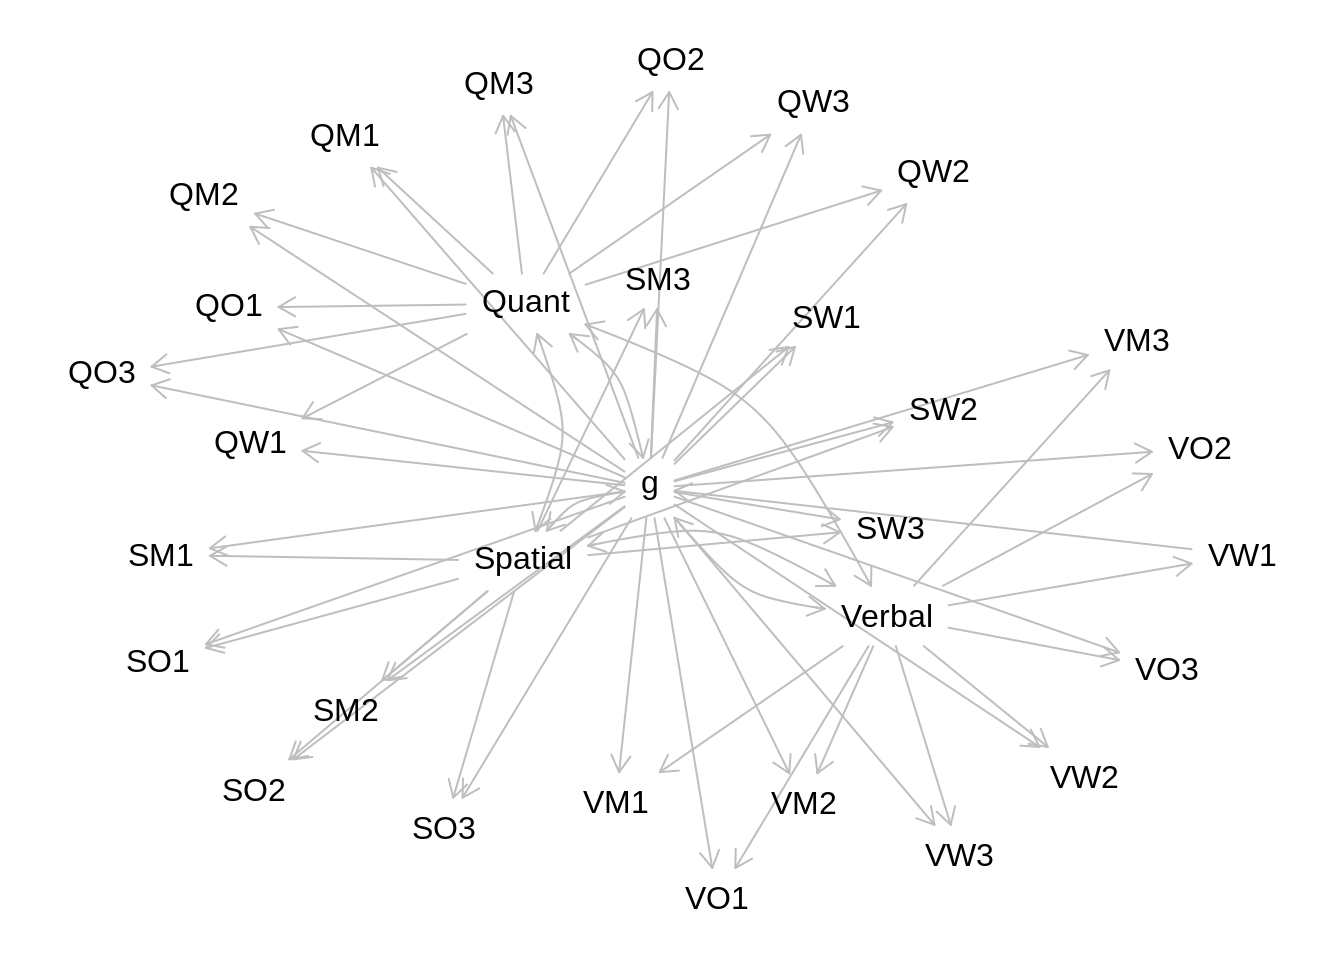 QO2
QM3
QW3
QM1
QW2
QM2
SM3
Quant
QO1
SW1
VM3
QO3
SW2
QW1
VO2
g
SW3
SM1
VW1
Spatial
Verbal
SO1
VO3
SM2
VW2
SO2
VM1
VM2
SO3
VW3
VO1